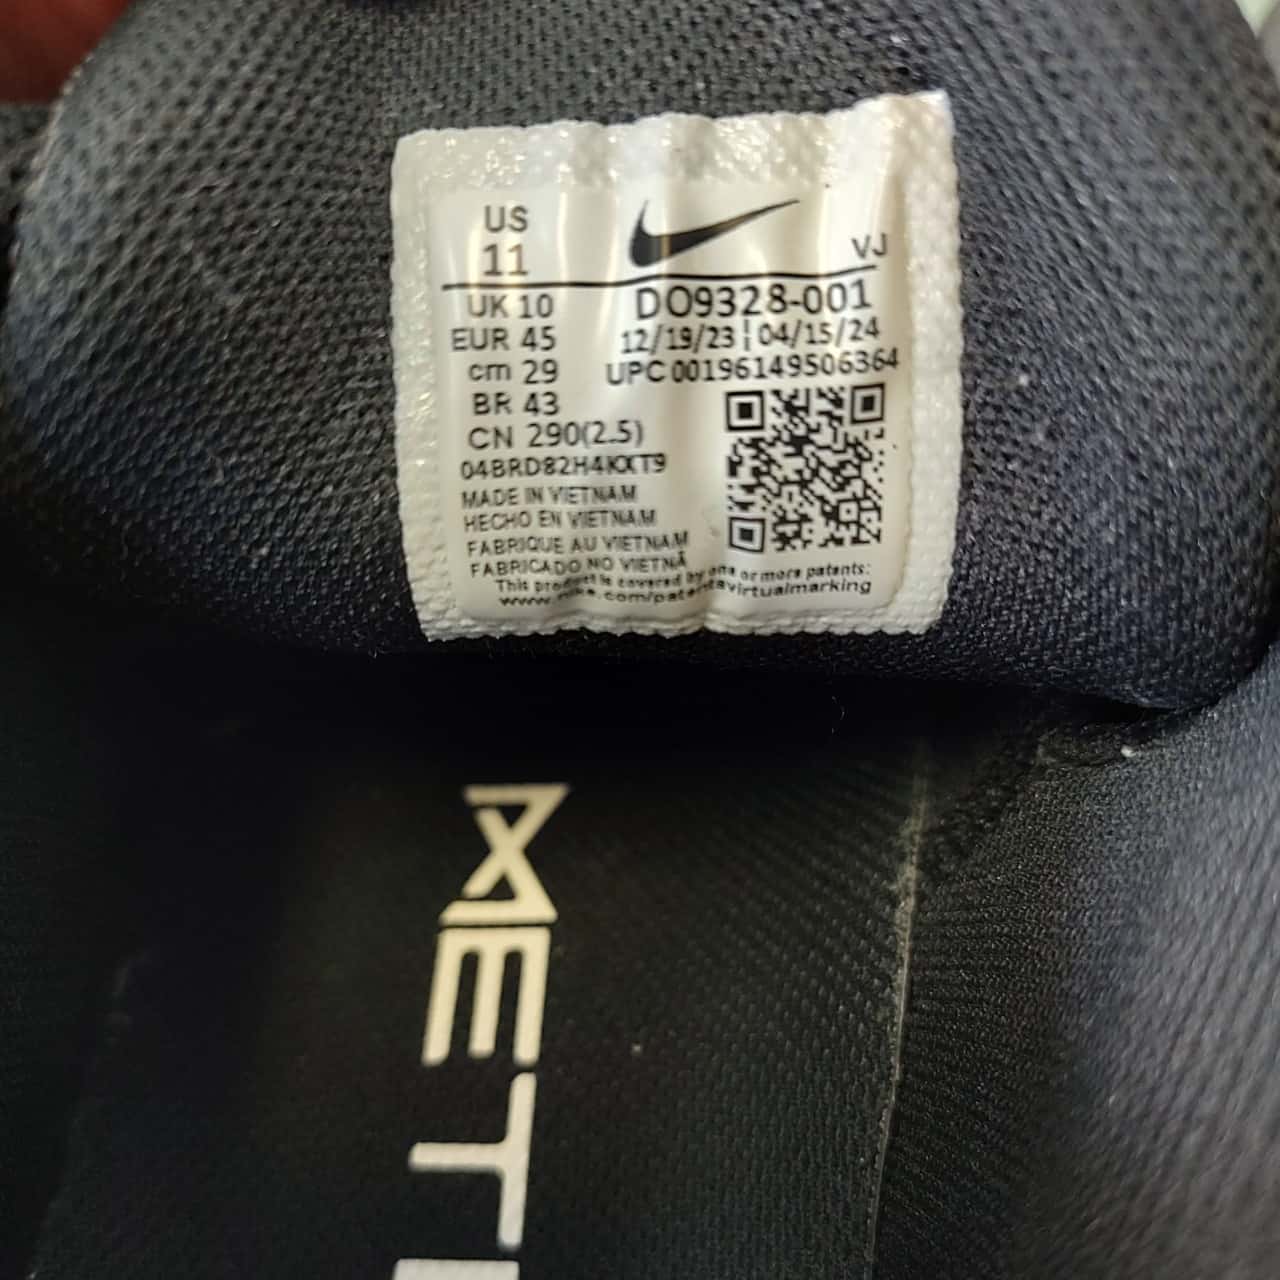 US
11
VJ
UK 10
EUR 45
cm 29
BR 43
CN 290(2.5)
04BRD82H4KXT9
DO9328-001
12/19/23 | 04/15/24
UPC 00196149506364
MADE IN VIETNAM
HECHO EN VIETNAM
FABRIQUE AU VIETNAM
FABRICADO NO VIETNÃ
This product is covered by one or more patents:
www.nike.com/patentsvirtualmarking
MET